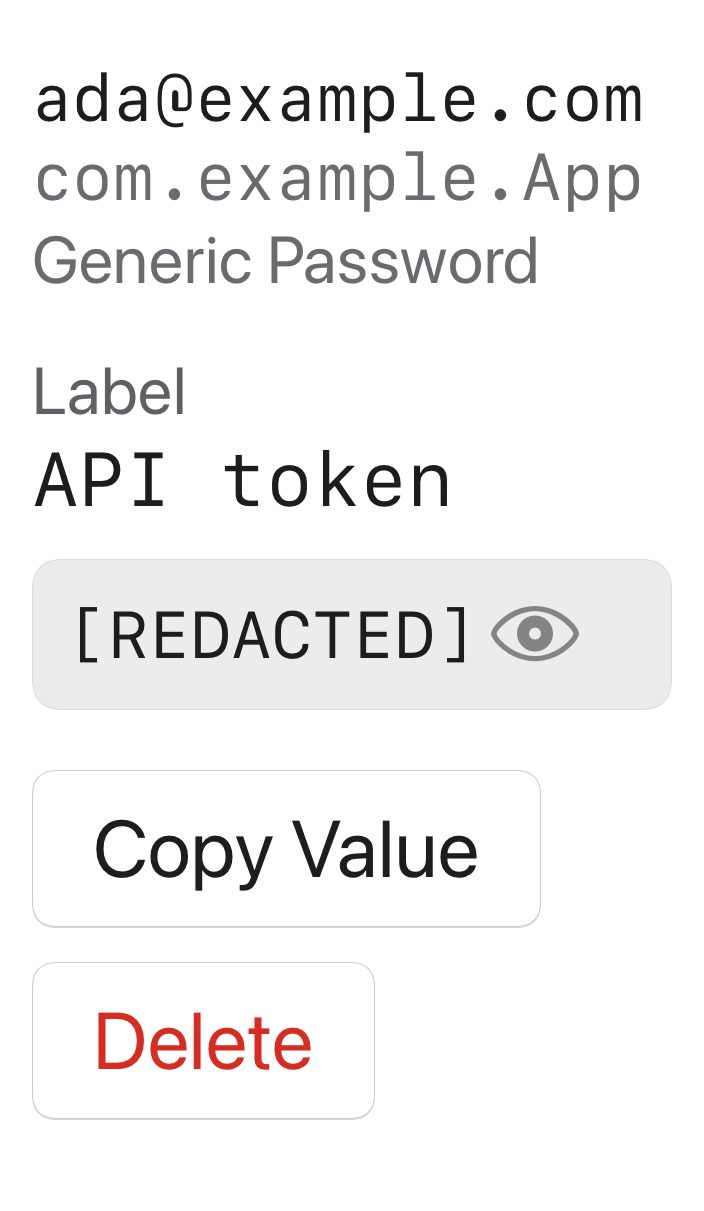 ada@example.com
com.example.App
Generic Password
Label
API token
[REDACTED]
Copy Value
Delete